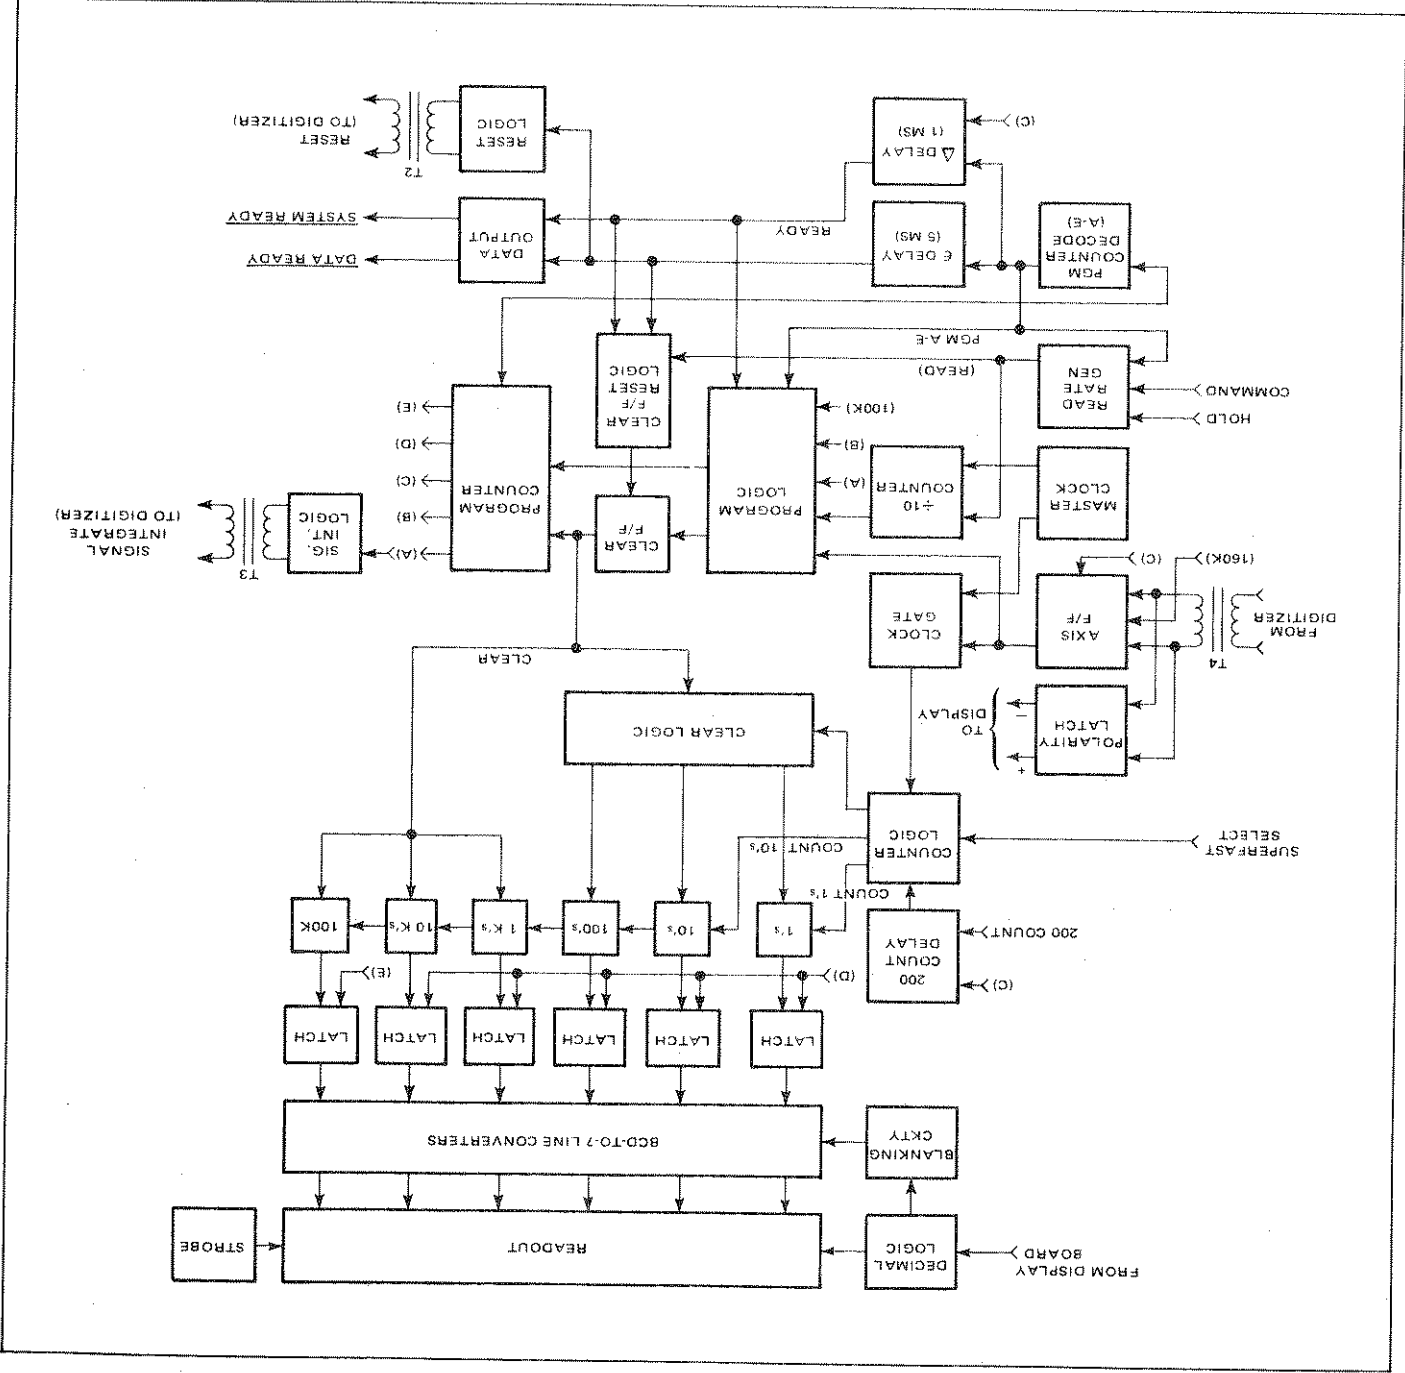 FROM DISPLAY
BOARD
DECIMAL
LOGIC
READOUT
STROBE
BLANKING
CKTY
BCD-TO-7 LINE CONVERTERS
LATCH
LATCH
LATCH
LATCH
LATCH
LATCH
(C)
200 COUNT
200
COUNT
DELAY
(D)
(E)
1's
10's
100's
1 K's
10 K's
100K
COUNT 1's
COUNT 10's
SUPERFAST
SELECT
COUNTER
LOGIC
POLARITY
LATCH
+
−
TO
DISPLAY
CLEAR LOGIC
CLEAR
FROM
DIGITIZER
T4
AXIS
F/F
(160K)
(C)
CLOCK
GATE
MASTER
CLOCK
÷10
COUNTER
(A)
(B)
(100K)
PROGRAM
LOGIC
CLEAR
F/F
PROGRAM
COUNTER
(A)
(B)
(C)
(D)
(E)
SIG.
INT.
LOGIC
T3
SIGNAL
INTEGRATE
(TO DIGITIZER)
HOLD
COMMAND
READ
RATE
GEN
(READ)
PGM A-E
CLEAR
F/F
RESET
LOGIC
PGM
COUNTER
DECODE
(A-E)
Є DELAY
(5 MS)
READY
DATA
OUTPUT
DATA READY
SYSTEM READY
Δ DELAY
(1 MS)
(C)
RESET
LOGIC
T2
RESET
(TO DIGITIZER)